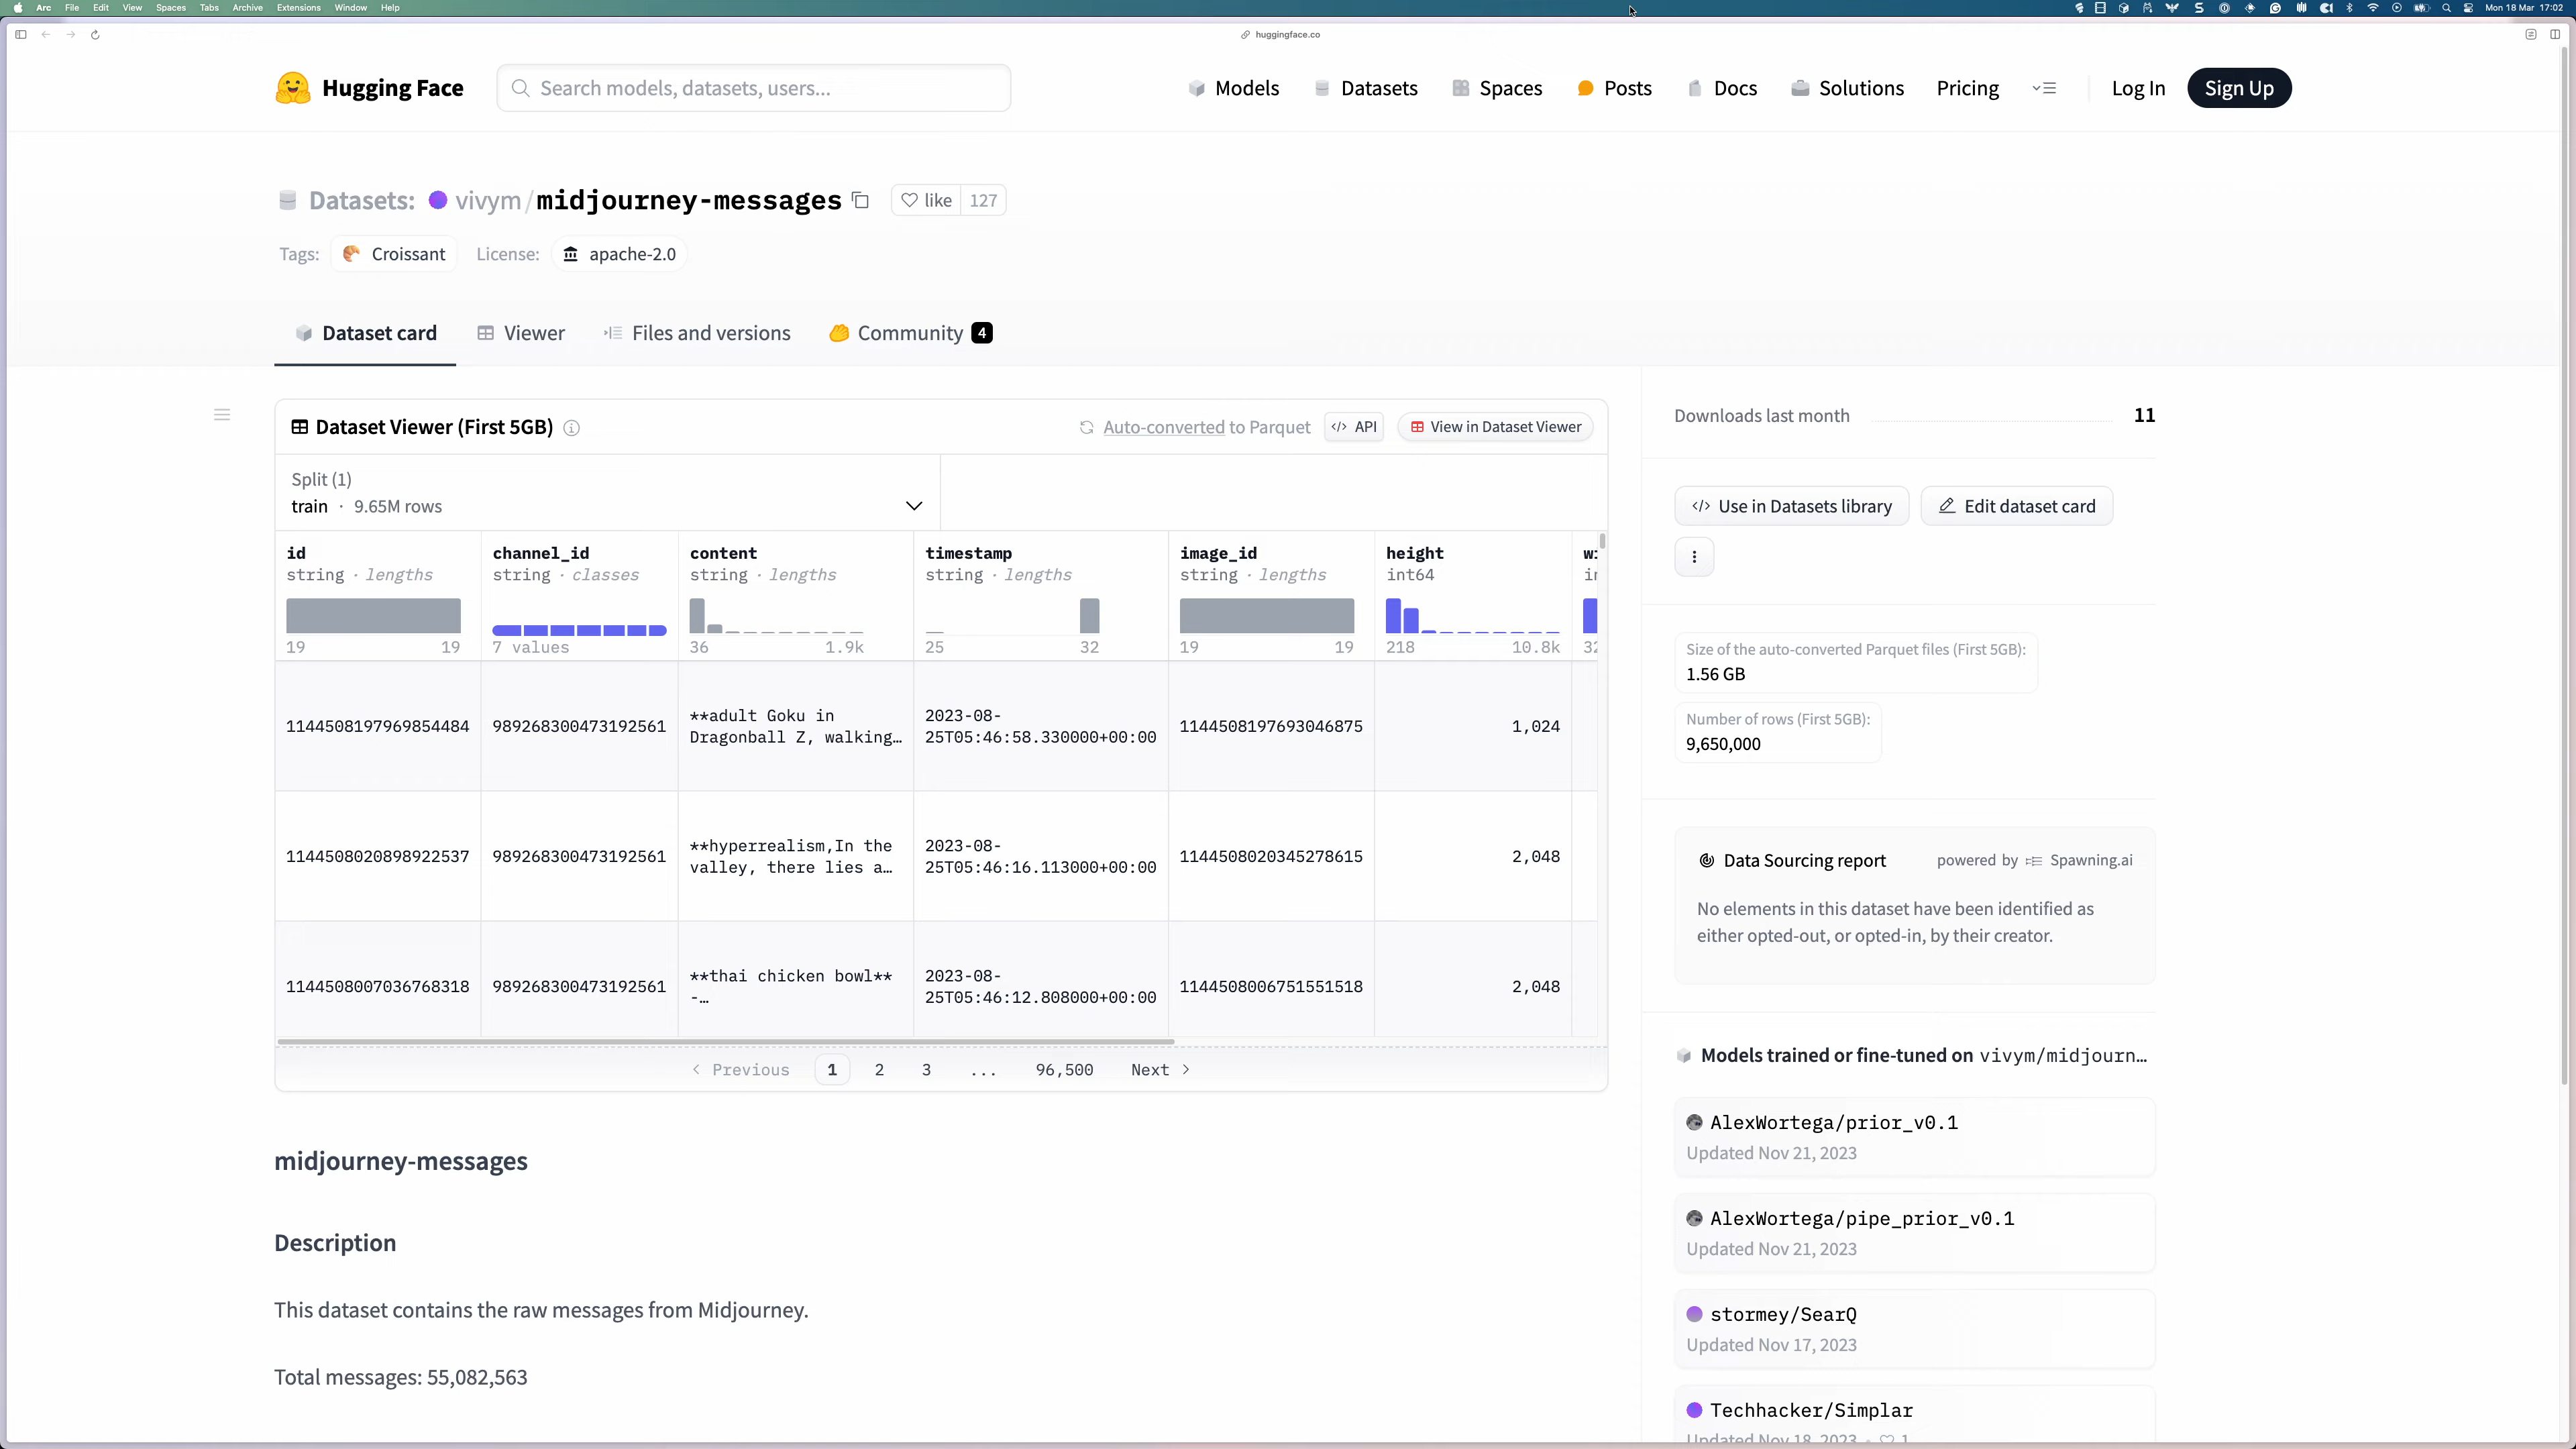 Arc File Edit View Spaces Tabs Archive Extensions Window Help
Mon 18 Mar 17:02
huggingface.co
Hugging Face
Search models, datasets, users...
Models Datasets Spaces Posts Docs Solutions Pricing Log In Sign Up
Datasets: vivym/midjourney-messages like 127
Tags: Croissant License: apache-2.0
Dataset card Viewer Files and versions Community 4
Dataset Viewer (First 5GB) Auto-converted to Parquet API View in Dataset Viewer
Split (1)
train · 9.65M rows
id channel_id content timestamp image_id height
string · lengths string · classes string · lengths string · lengths string · lengths int64
19 19 7 values 36 1.9k 25 32 19 19 218 10.8k 32
1144508197969854484 989268300473192561 **adult Goku in Dragonball Z, walking… 2023-08-25T05:46:58.330000+00:00 1144508197693046875 1,024
1144508020898922537 989268300473192561 **hyperrealism,In the valley, there lies a… 2023-08-25T05:46:16.113000+00:00 1144508020345278615 2,048
1144508007036768318 989268300473192561 **thai chicken bowl** -… 2023-08-25T05:46:12.808000+00:00 1144508006751551518 2,048
Previous 1 2 3 ... 96,500 Next
midjourney-messages
Description
This dataset contains the raw messages from Midjourney.
Total messages: 55,082,563
Downloads last month 11
Use in Datasets library Edit dataset card
Size of the auto-converted Parquet files (First 5GB):
1.56 GB
Number of rows (First 5GB):
9,650,000
Data Sourcing report powered by Spawning.ai
No elements in this dataset have been identified as
either opted-out, or opted-in, by their creator.
Models trained or fine-tuned on vivym/midjourn…
AlexWortega/prior_v0.1
Updated Nov 21, 2023
AlexWortega/pipe_prior_v0.1
Updated Nov 21, 2023
stormey/SearQ
Updated Nov 17, 2023
Techhacker/Simplar
Updated Nov 18, 2023 · 1